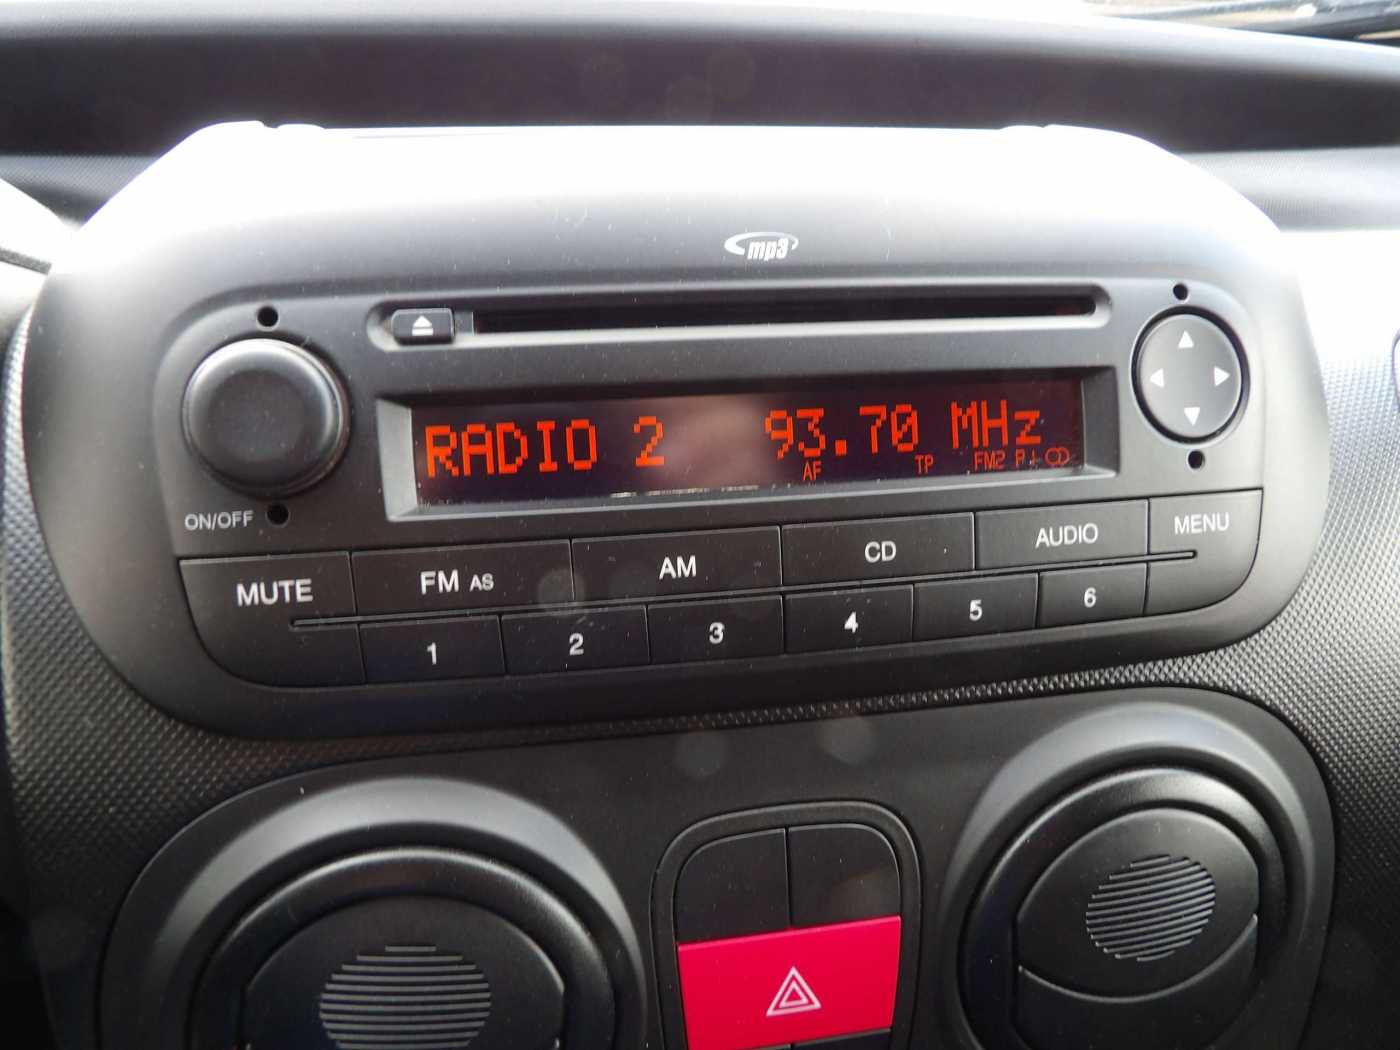 mp3
RADIO 2 93.70 MHz
AF TP FM2 P
ON/OFF
MUTE FM AS AM CD AUDIO MENU
1 2 3 4 5 6